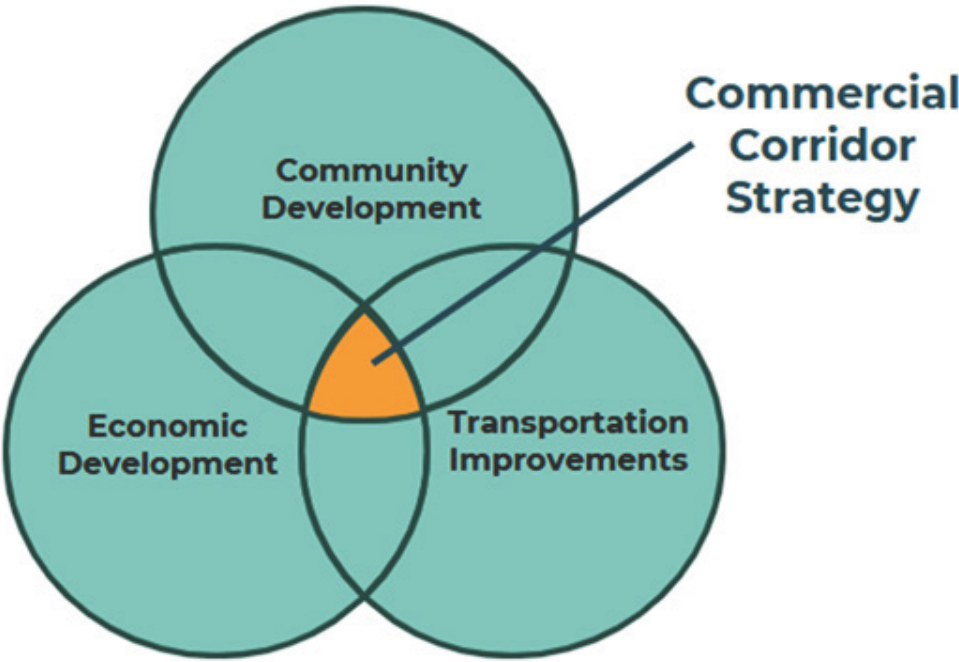 Commercial
Corridor
Strategy
Community
Development
Economic
Development
Transportation
Improvements